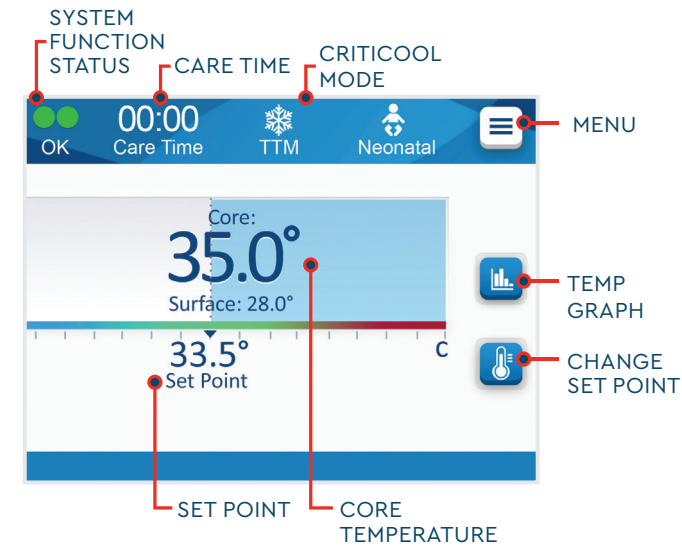 SYSTEM
FUNCTION
STATUS
CARE TIME
CRITICOOL
MODE
00:00
OK
Care Time
TTM
Neonatal
MENU
Core:
35.0°
Surface: 28.0°
TEMP
GRAPH
33.5°
C
Set Point
CHANGE
SET POINT
SET POINT
CORE
TEMPERATURE